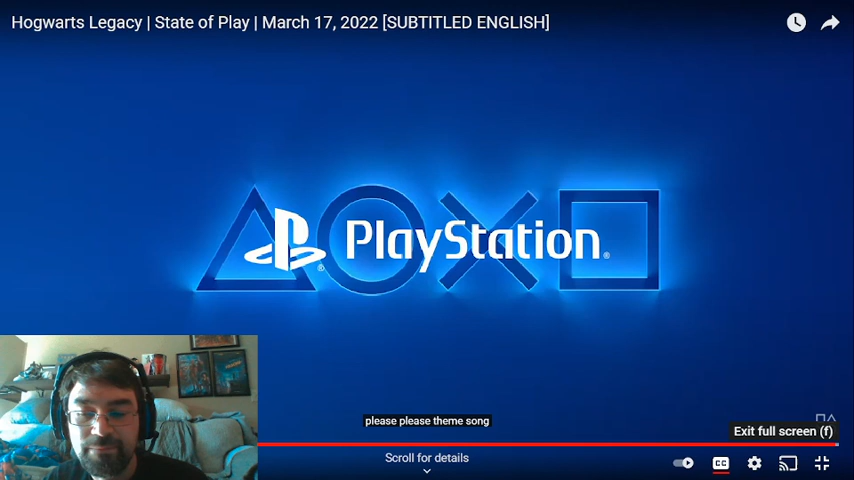 Hogwarts Legacy | State of Play | March 17, 2022 [SUBTITLED ENGLISH]
PlayStation®
please please theme song
Exit full screen (f)
Scroll for details
CC